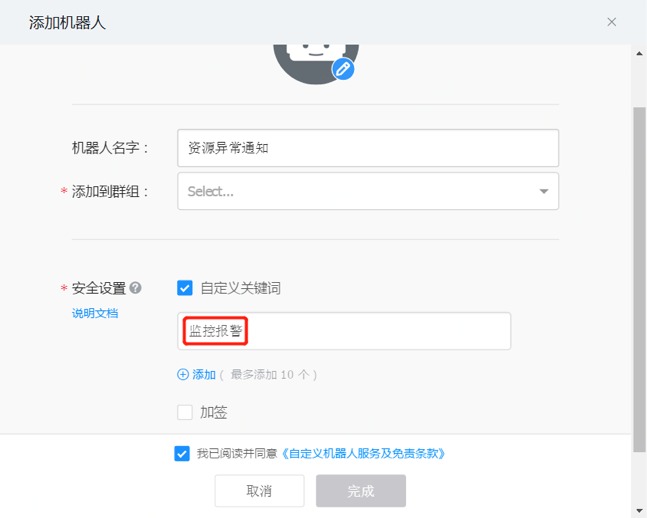 添加机器人
机器人名字：
资源异常通知
* 添加到群组：
Select...
* 安全设置 ?
自定义关键词
说明文档
监控报警
添加（ 最多添加 10 个 ）
加签
我已阅读并同意《自定义机器人服务及免责条款》
取消
完成